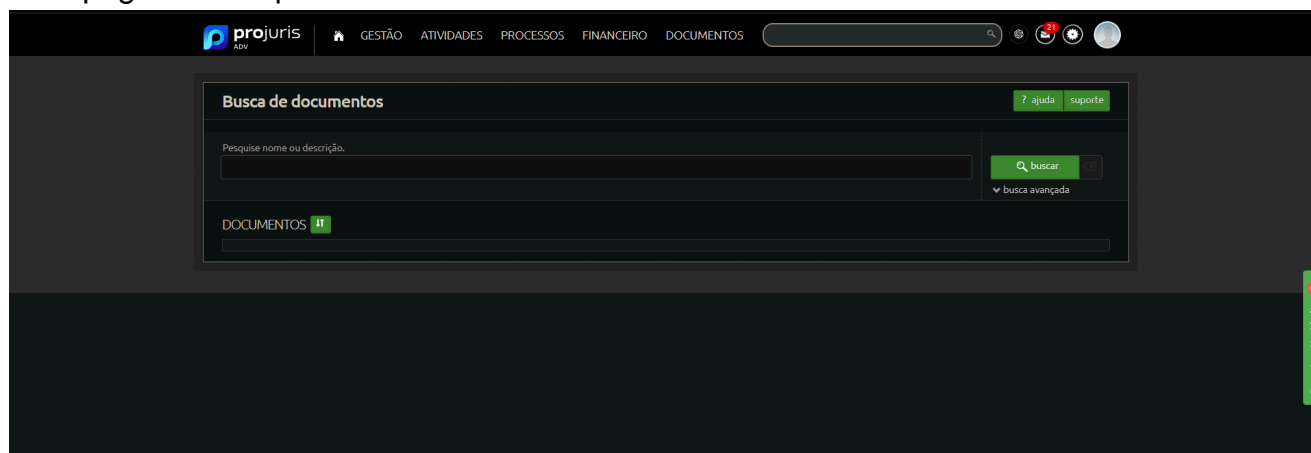 projuris
ADV
GESTÃO ATIVIDADES PROCESSOS FINANCEIRO DOCUMENTOS
21
Busca de documentos
? ajuda suporte
Pesquise nome ou descrição.
buscar
busca avançada
DOCUMENTOS